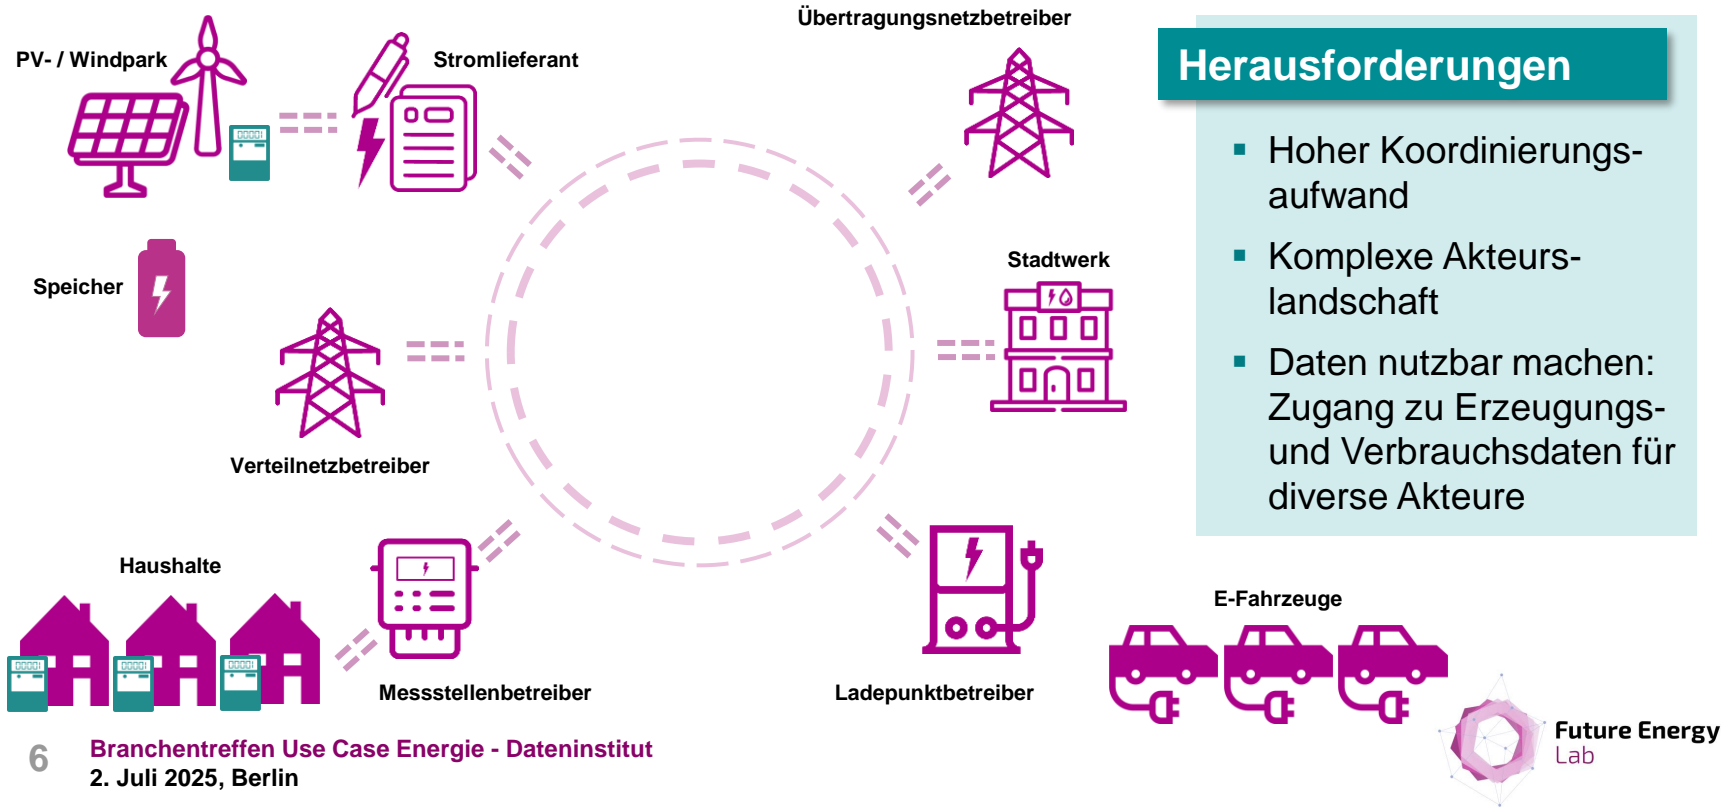 Übertragungsnetzbetreiber
PV- / Windpark
Stromlieferant
Speicher
Stadtwerk
Verteilnetzbetreiber
Haushalte
Messstellenbetreiber
Ladepunktbetreiber
E-Fahrzeuge
Herausforderungen
Hoher Koordinierungs-
aufwand
Komplexe Akteurs-
landschaft
Daten nutzbar machen:
Zugang zu Erzeugungs-
und Verbrauchsdaten für
diverse Akteure
6
Branchentreffen Use Case Energie - Dateninstitut
2. Juli 2025, Berlin
Future Energy
Lab